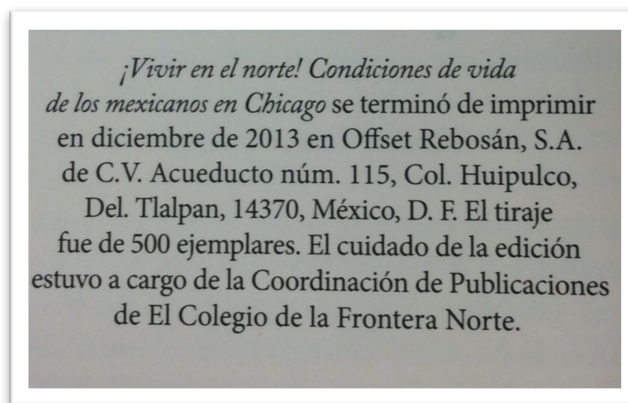 ¡Vivir en el norte! Condiciones de vida
de los mexicanos en Chicago se terminó de imprimir
en diciembre de 2013 en Offset Rebosán, S.A.
de C.V. Acueducto núm. 115, Col. Huipulco,
Del. Tlalpan, 14370, México, D. F. El tiraje
fue de 500 ejemplares. El cuidado de la edición
estuvo a cargo de la Coordinación de Publicaciones
de El Colegio de la Frontera Norte.